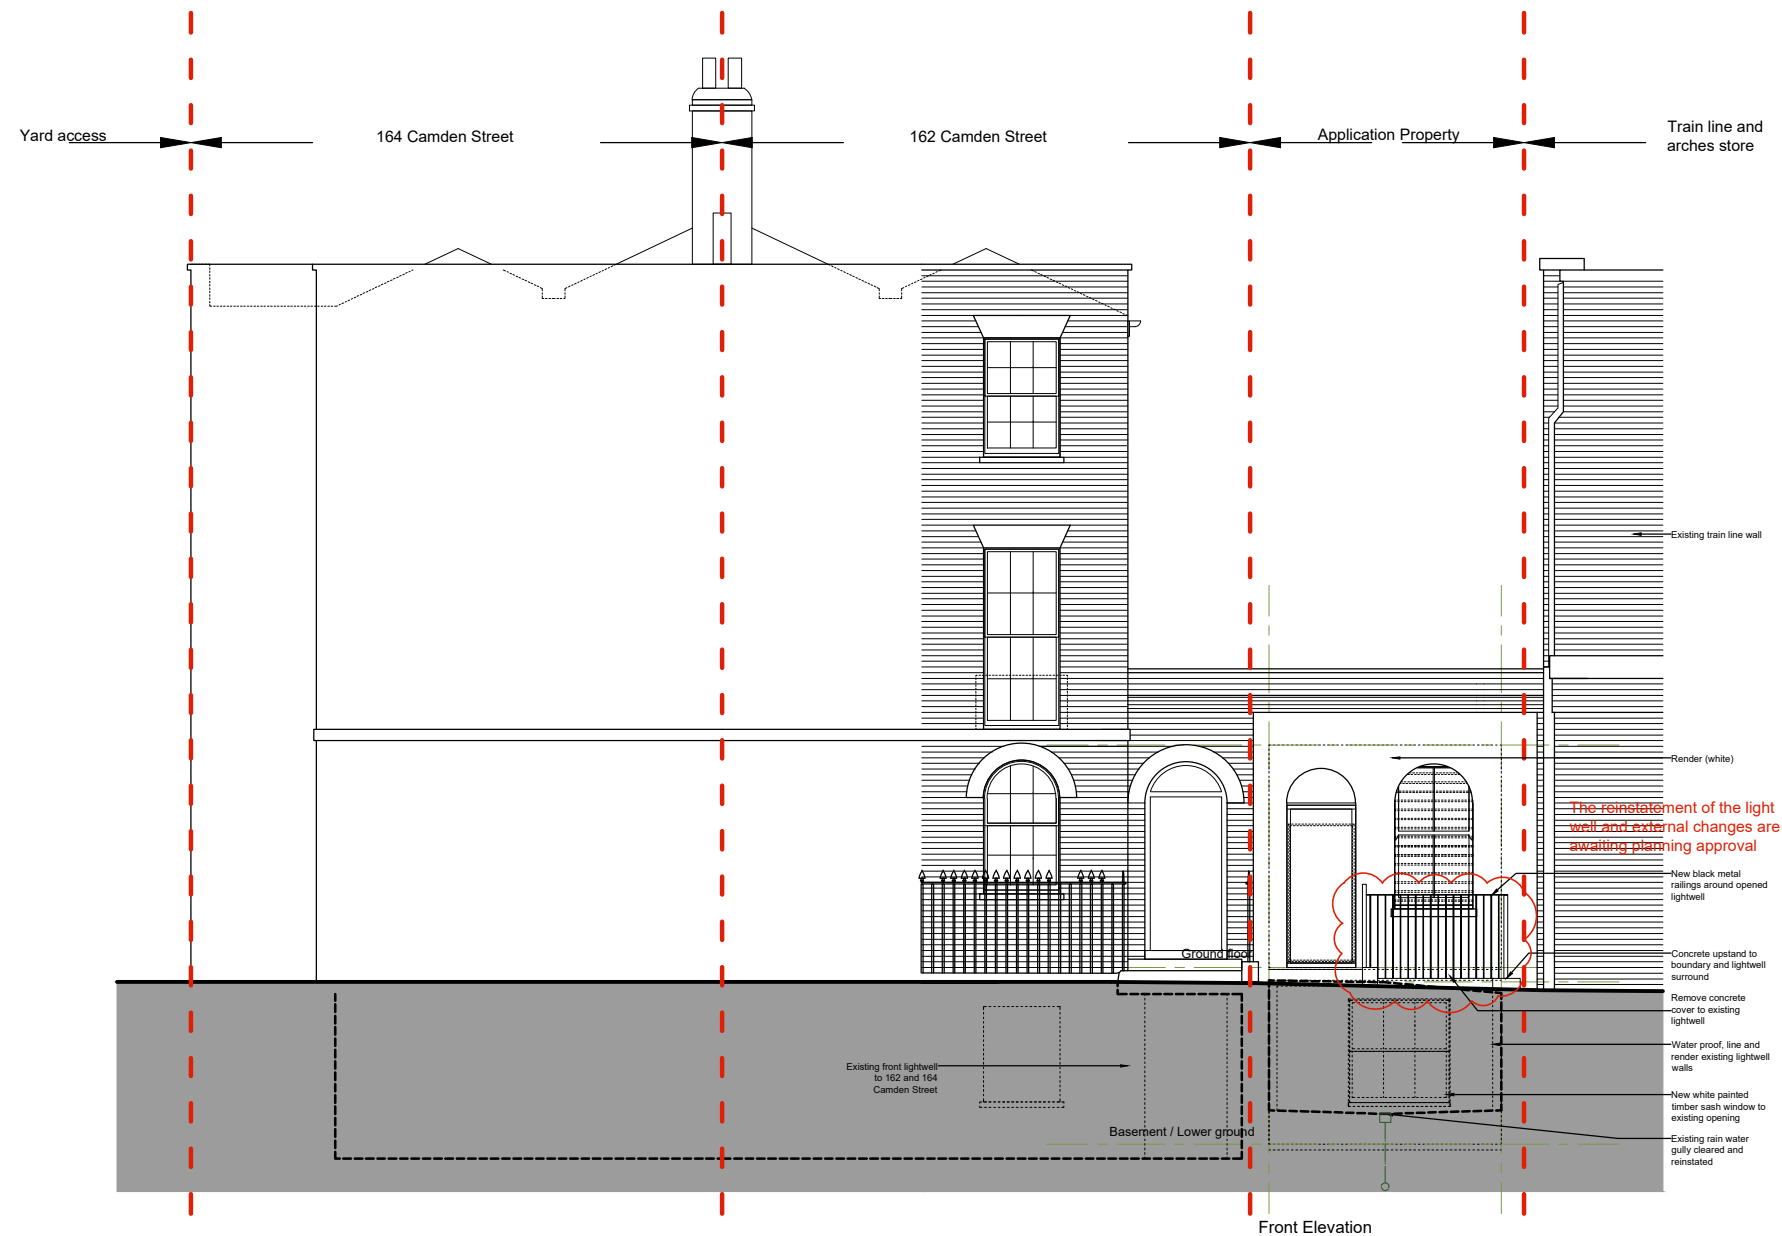 Yard access
164 Camden Street
162 Camden Street
Application Property
Train line and
arches store
Existing train line wall
Render (white)
The reinstatement of the light
well and external changes are
awaiting planning approval
New black metal
railings around opened
lightwell
Ground floor
Concrete upstand to
boundary and lightwell
surround
Remove concrete
cover to existing
lightwell
Water proof, line and
render existing lightwell
walls
Existing front lightwell
to 162 and 164
Camden Street
New white painted
timber sash window to
existing opening
Basement / Lower ground
Existing rain water
gully cleared and
reinstated
Front Elevation